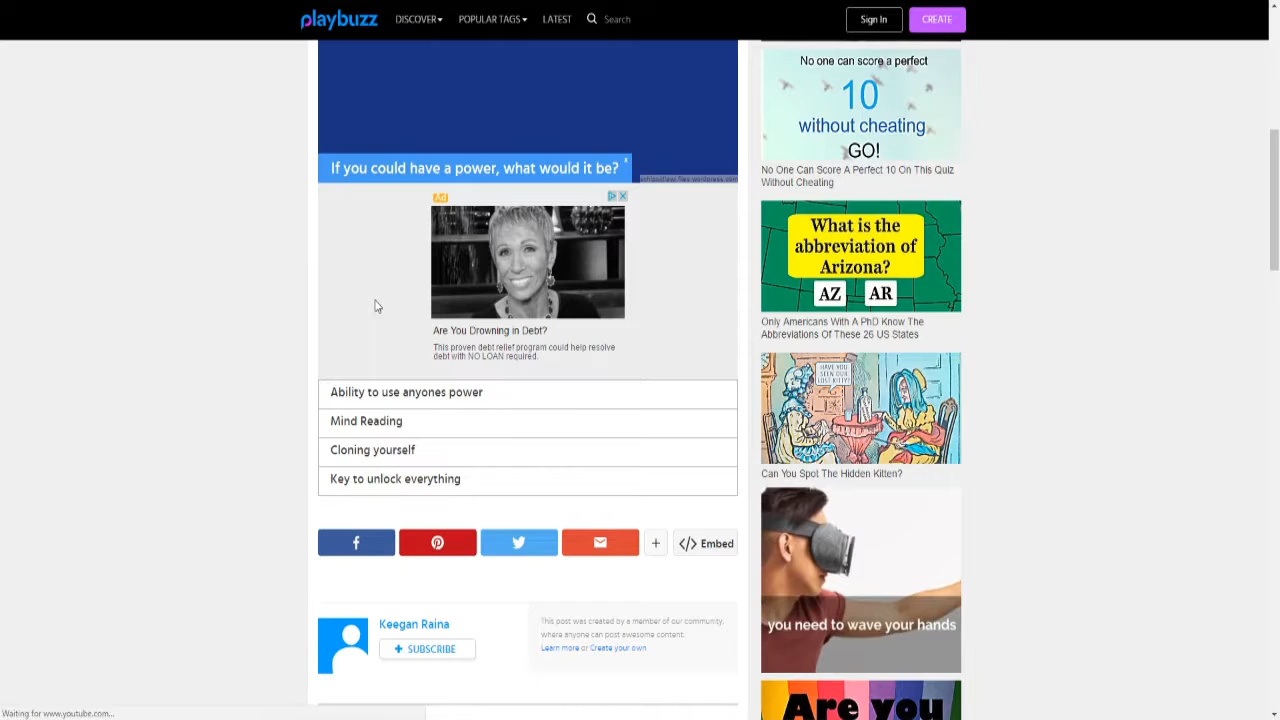 playbuzz DISCOVER POPULAR TAGS LATEST Search Sign In CREATE
If you could have a power, what would it be? x
Ad
Are You Drowning in Debt?
This proven debt relief program could help resolve
debt with NO LOAN required.
Ability to use anyones power
Mind Reading
Cloning yourself
Key to unlock everything
f + </> Embed
Keegan Raina
+ SUBSCRIBE
This post was created by a member of our community,
where anyone can post awesome content.
Learn more or Create your own
No one can score a perfect
10
without cheating
GO!
No One Can Score A Perfect 10 On This Quiz
Without Cheating
What is the
abbreviation of
Arizona?
AZ AR
Only Americans With A PhD Know The
Abbreviations Of These 26 US States
HAVE YOU
SEEN OUR
LOST KITTY?
Can You Spot The Hidden Kitten?
you need to wave your hands
Are you
Waiting for www.youtube.com...